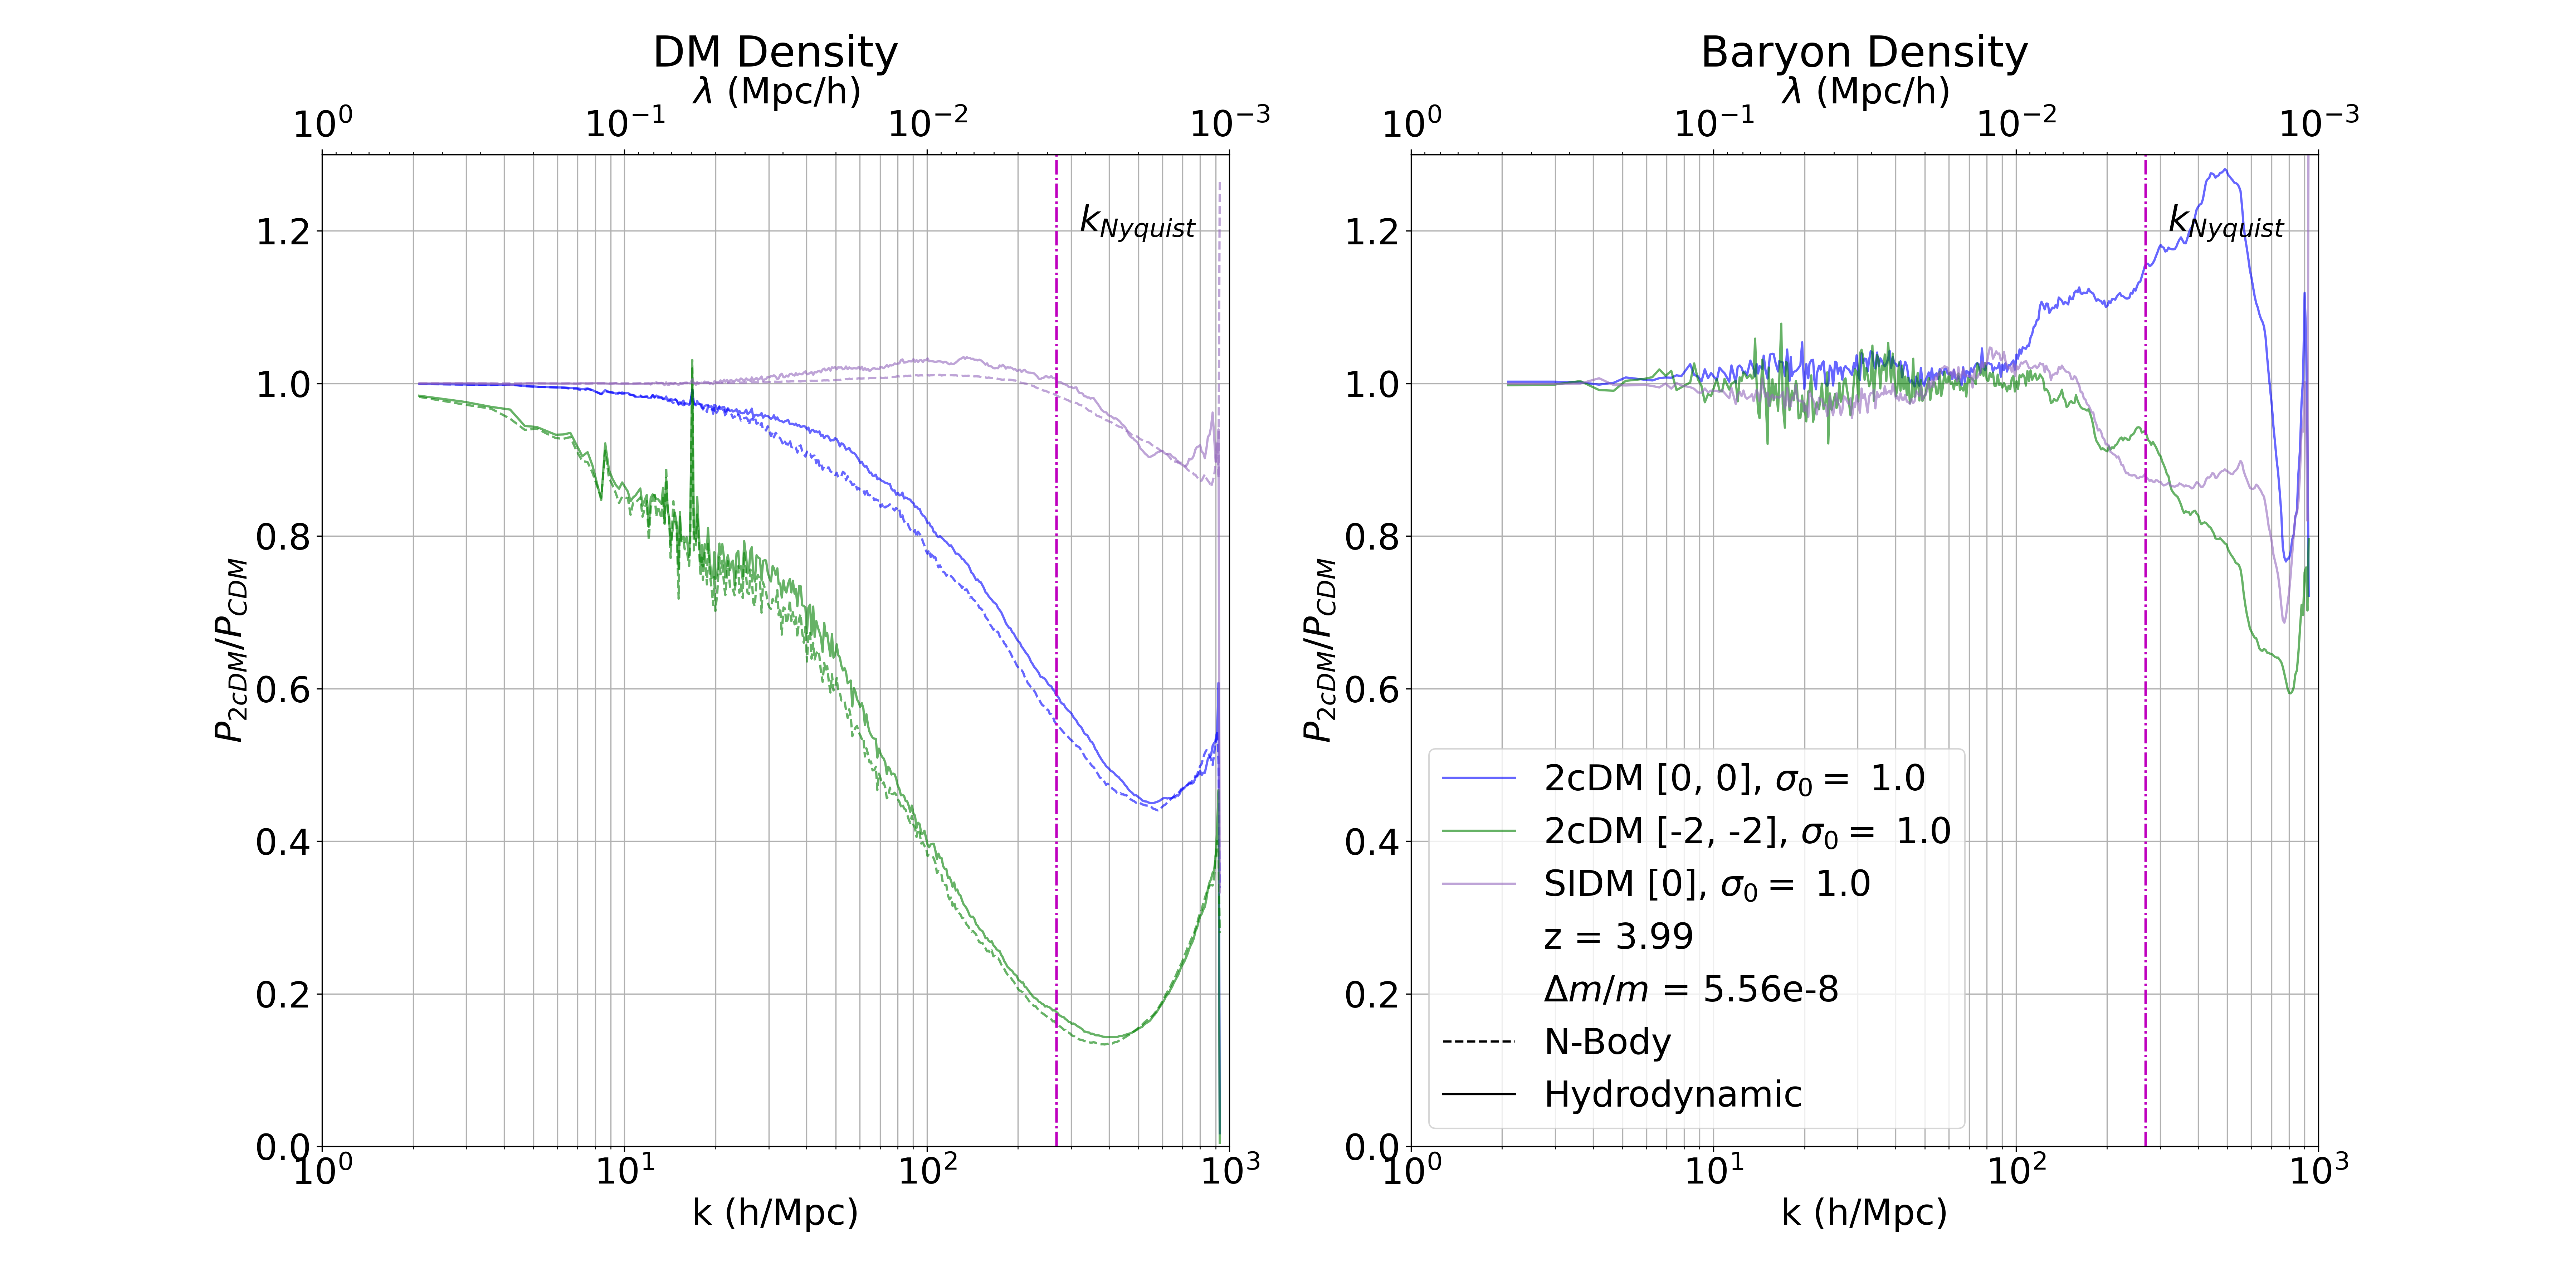 DM Density
λ (Mpc/h)
10⁰ 10⁻¹ 10⁻² 10⁻³
k_Nyquist
1.2
1.0
0.8
0.6
0.4
0.2
0.0
P_2cDM/P_CDM
10⁰ 10¹ 10² 10³
k (h/Mpc)
Baryon Density
λ (Mpc/h)
10⁰ 10⁻¹ 10⁻² 10⁻³
k_Nyquist
1.2
1.0
0.8
0.6
0.4
0.2
0.0
P_2cDM/P_CDM
2cDM [0, 0], σ₀ = 1.0
2cDM [-2, -2], σ₀ = 1.0
SIDM [0], σ₀ = 1.0
z = 3.99
Δm/m = 5.56e-8
N-Body
Hydrodynamic
10⁰ 10¹ 10² 10³
k (h/Mpc)